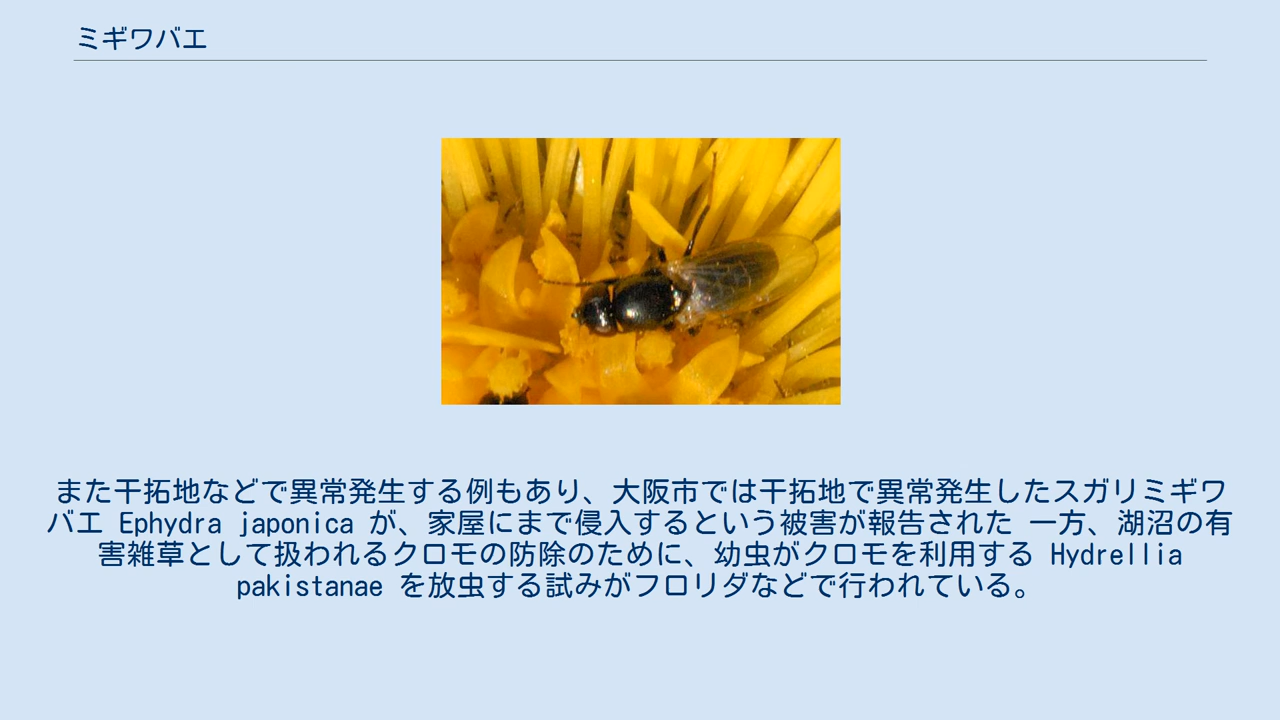 ミギワバエ
また干拓地などで異常発生する例もあり、大阪市では干拓地で異常発生したスガリミギワ
バエ Ephydra japonica が、家屋にまで侵入するという被害が報告された 一方、湖沼の有
害雑草として扱われるクロモの防除のために、幼虫がクロモを利用する Hydrellia
pakistanae を放虫する試みがフロリダなどで行われている。